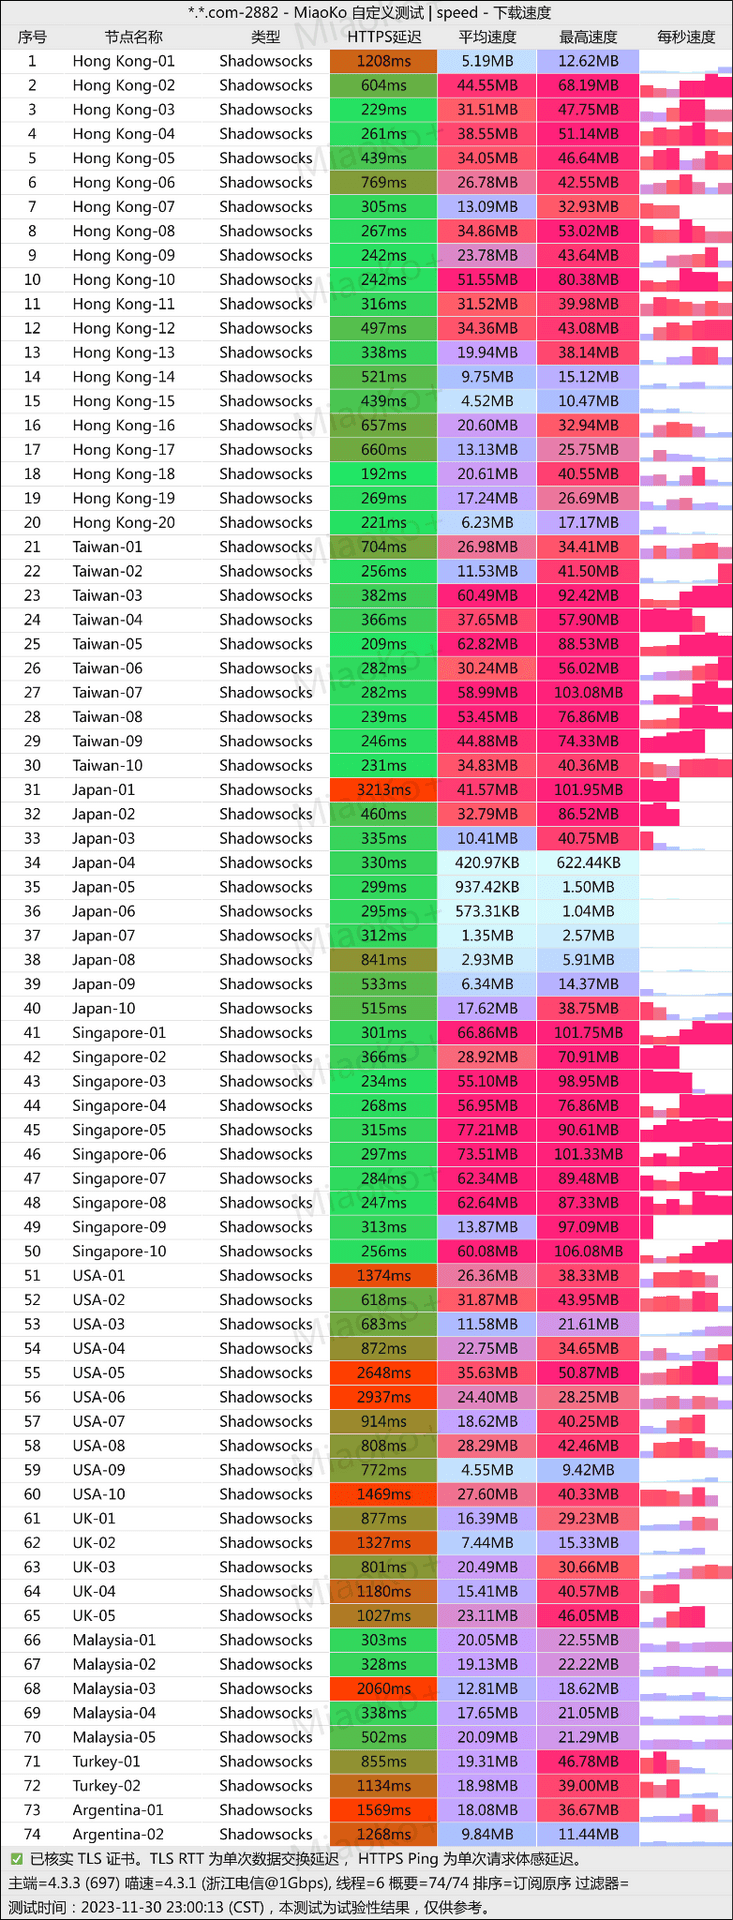 *.*.com-2882 - MiaoKo 自定义测试 | speed - 下载速度
序号 节点名称 类型 HTTPS延迟 平均速度 最高速度 每秒速度
1 Hong Kong-01 Shadowsocks 1208ms 5.19MB 12.62MB
2 Hong Kong-02 Shadowsocks 604ms 44.55MB 68.19MB
3 Hong Kong-03 Shadowsocks 229ms 31.51MB 47.75MB
4 Hong Kong-04 Shadowsocks 261ms 38.55MB 51.14MB
5 Hong Kong-05 Shadowsocks 439ms 34.05MB 46.64MB
6 Hong Kong-06 Shadowsocks 769ms 26.78MB 42.55MB
7 Hong Kong-07 Shadowsocks 305ms 13.09MB 32.93MB
8 Hong Kong-08 Shadowsocks 267ms 34.86MB 53.02MB
9 Hong Kong-09 Shadowsocks 242ms 23.78MB 43.64MB
10 Hong Kong-10 Shadowsocks 242ms 51.55MB 80.38MB
11 Hong Kong-11 Shadowsocks 316ms 31.52MB 39.98MB
12 Hong Kong-12 Shadowsocks 497ms 34.36MB 43.08MB
13 Hong Kong-13 Shadowsocks 338ms 19.94MB 38.14MB
14 Hong Kong-14 Shadowsocks 521ms 9.75MB 15.12MB
15 Hong Kong-15 Shadowsocks 439ms 4.52MB 10.47MB
16 Hong Kong-16 Shadowsocks 657ms 20.60MB 32.94MB
17 Hong Kong-17 Shadowsocks 660ms 13.13MB 25.75MB
18 Hong Kong-18 Shadowsocks 192ms 20.61MB 40.55MB
19 Hong Kong-19 Shadowsocks 269ms 17.24MB 26.69MB
20 Hong Kong-20 Shadowsocks 221ms 6.23MB 17.17MB
21 Taiwan-01 Shadowsocks 704ms 26.98MB 34.41MB
22 Taiwan-02 Shadowsocks 256ms 11.53MB 41.50MB
23 Taiwan-03 Shadowsocks 382ms 60.49MB 92.42MB
24 Taiwan-04 Shadowsocks 366ms 37.65MB 57.90MB
25 Taiwan-05 Shadowsocks 209ms 62.82MB 88.53MB
26 Taiwan-06 Shadowsocks 282ms 30.24MB 56.02MB
27 Taiwan-07 Shadowsocks 282ms 58.99MB 103.08MB
28 Taiwan-08 Shadowsocks 239ms 53.45MB 76.86MB
29 Taiwan-09 Shadowsocks 246ms 44.88MB 74.33MB
30 Taiwan-10 Shadowsocks 231ms 34.83MB 40.36MB
31 Japan-01 Shadowsocks 3213ms 41.57MB 101.95MB
32 Japan-02 Shadowsocks 460ms 32.79MB 86.52MB
33 Japan-03 Shadowsocks 335ms 10.41MB 40.75MB
34 Japan-04 Shadowsocks 330ms 420.97KB 622.44KB
35 Japan-05 Shadowsocks 299ms 937.42KB 1.50MB
36 Japan-06 Shadowsocks 295ms 573.31KB 1.04MB
37 Japan-07 Shadowsocks 312ms 1.35MB 2.57MB
38 Japan-08 Shadowsocks 841ms 2.93MB 5.91MB
39 Japan-09 Shadowsocks 533ms 6.34MB 14.37MB
40 Japan-10 Shadowsocks 515ms 17.62MB 38.75MB
41 Singapore-01 Shadowsocks 301ms 66.86MB 101.75MB
42 Singapore-02 Shadowsocks 366ms 28.92MB 70.91MB
43 Singapore-03 Shadowsocks 234ms 55.10MB 98.95MB
44 Singapore-04 Shadowsocks 268ms 56.95MB 76.86MB
45 Singapore-05 Shadowsocks 315ms 77.21MB 90.61MB
46 Singapore-06 Shadowsocks 297ms 73.51MB 101.33MB
47 Singapore-07 Shadowsocks 284ms 62.34MB 89.48MB
48 Singapore-08 Shadowsocks 247ms 62.64MB 87.33MB
49 Singapore-09 Shadowsocks 313ms 13.87MB 97.09MB
50 Singapore-10 Shadowsocks 256ms 60.08MB 106.08MB
51 USA-01 Shadowsocks 1374ms 26.36MB 38.33MB
52 USA-02 Shadowsocks 618ms 31.87MB 43.95MB
53 USA-03 Shadowsocks 683ms 11.58MB 21.61MB
54 USA-04 Shadowsocks 872ms 22.75MB 34.65MB
55 USA-05 Shadowsocks 2648ms 35.63MB 50.87MB
56 USA-06 Shadowsocks 2937ms 24.40MB 28.25MB
57 USA-07 Shadowsocks 914ms 18.62MB 40.25MB
58 USA-08 Shadowsocks 808ms 28.29MB 42.46MB
59 USA-09 Shadowsocks 772ms 4.55MB 9.42MB
60 USA-10 Shadowsocks 1469ms 27.60MB 40.33MB
61 UK-01 Shadowsocks 877ms 16.39MB 29.23MB
62 UK-02 Shadowsocks 1327ms 7.44MB 15.33MB
63 UK-03 Shadowsocks 801ms 20.49MB 30.66MB
64 UK-04 Shadowsocks 1180ms 15.41MB 40.57MB
65 UK-05 Shadowsocks 1027ms 23.11MB 46.05MB
66 Malaysia-01 Shadowsocks 303ms 20.05MB 22.55MB
67 Malaysia-02 Shadowsocks 328ms 19.13MB 22.22MB
68 Malaysia-03 Shadowsocks 2060ms 12.81MB 18.62MB
69 Malaysia-04 Shadowsocks 338ms 17.65MB 21.05MB
70 Malaysia-05 Shadowsocks 502ms 20.09MB 21.29MB
71 Turkey-01 Shadowsocks 855ms 19.31MB 46.78MB
72 Turkey-02 Shadowsocks 1134ms 18.98MB 39.00MB
73 Argentina-01 Shadowsocks 1569ms 18.08MB 36.67MB
74 Argentina-02 Shadowsocks 1268ms 9.84MB 11.44MB
✅ 已核实 TLS 证书。TLS RTT 为单次数据交换延迟 ，HTTPS Ping 为单次请求体感延迟。
主端=4.3.3 (697) 喵速=4.3.1 (浙江电信@1Gbps), 线程=6 概要=74/74 排序=订阅原序 过滤器=
测试时间：2023-11-30 23:00:13 (CST)，本测试为试验性结果，仅供参考。